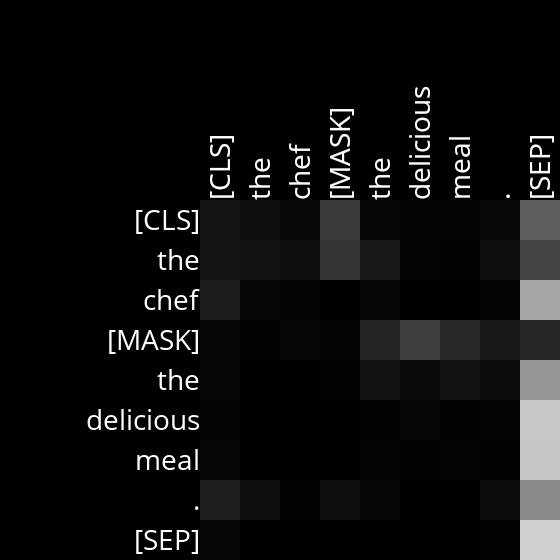 [CLS]
the
chef
[MASK]
the
delicious
meal
.
[SEP]
[CLS]
the
chef
[MASK]
the
delicious
meal
.
[SEP]